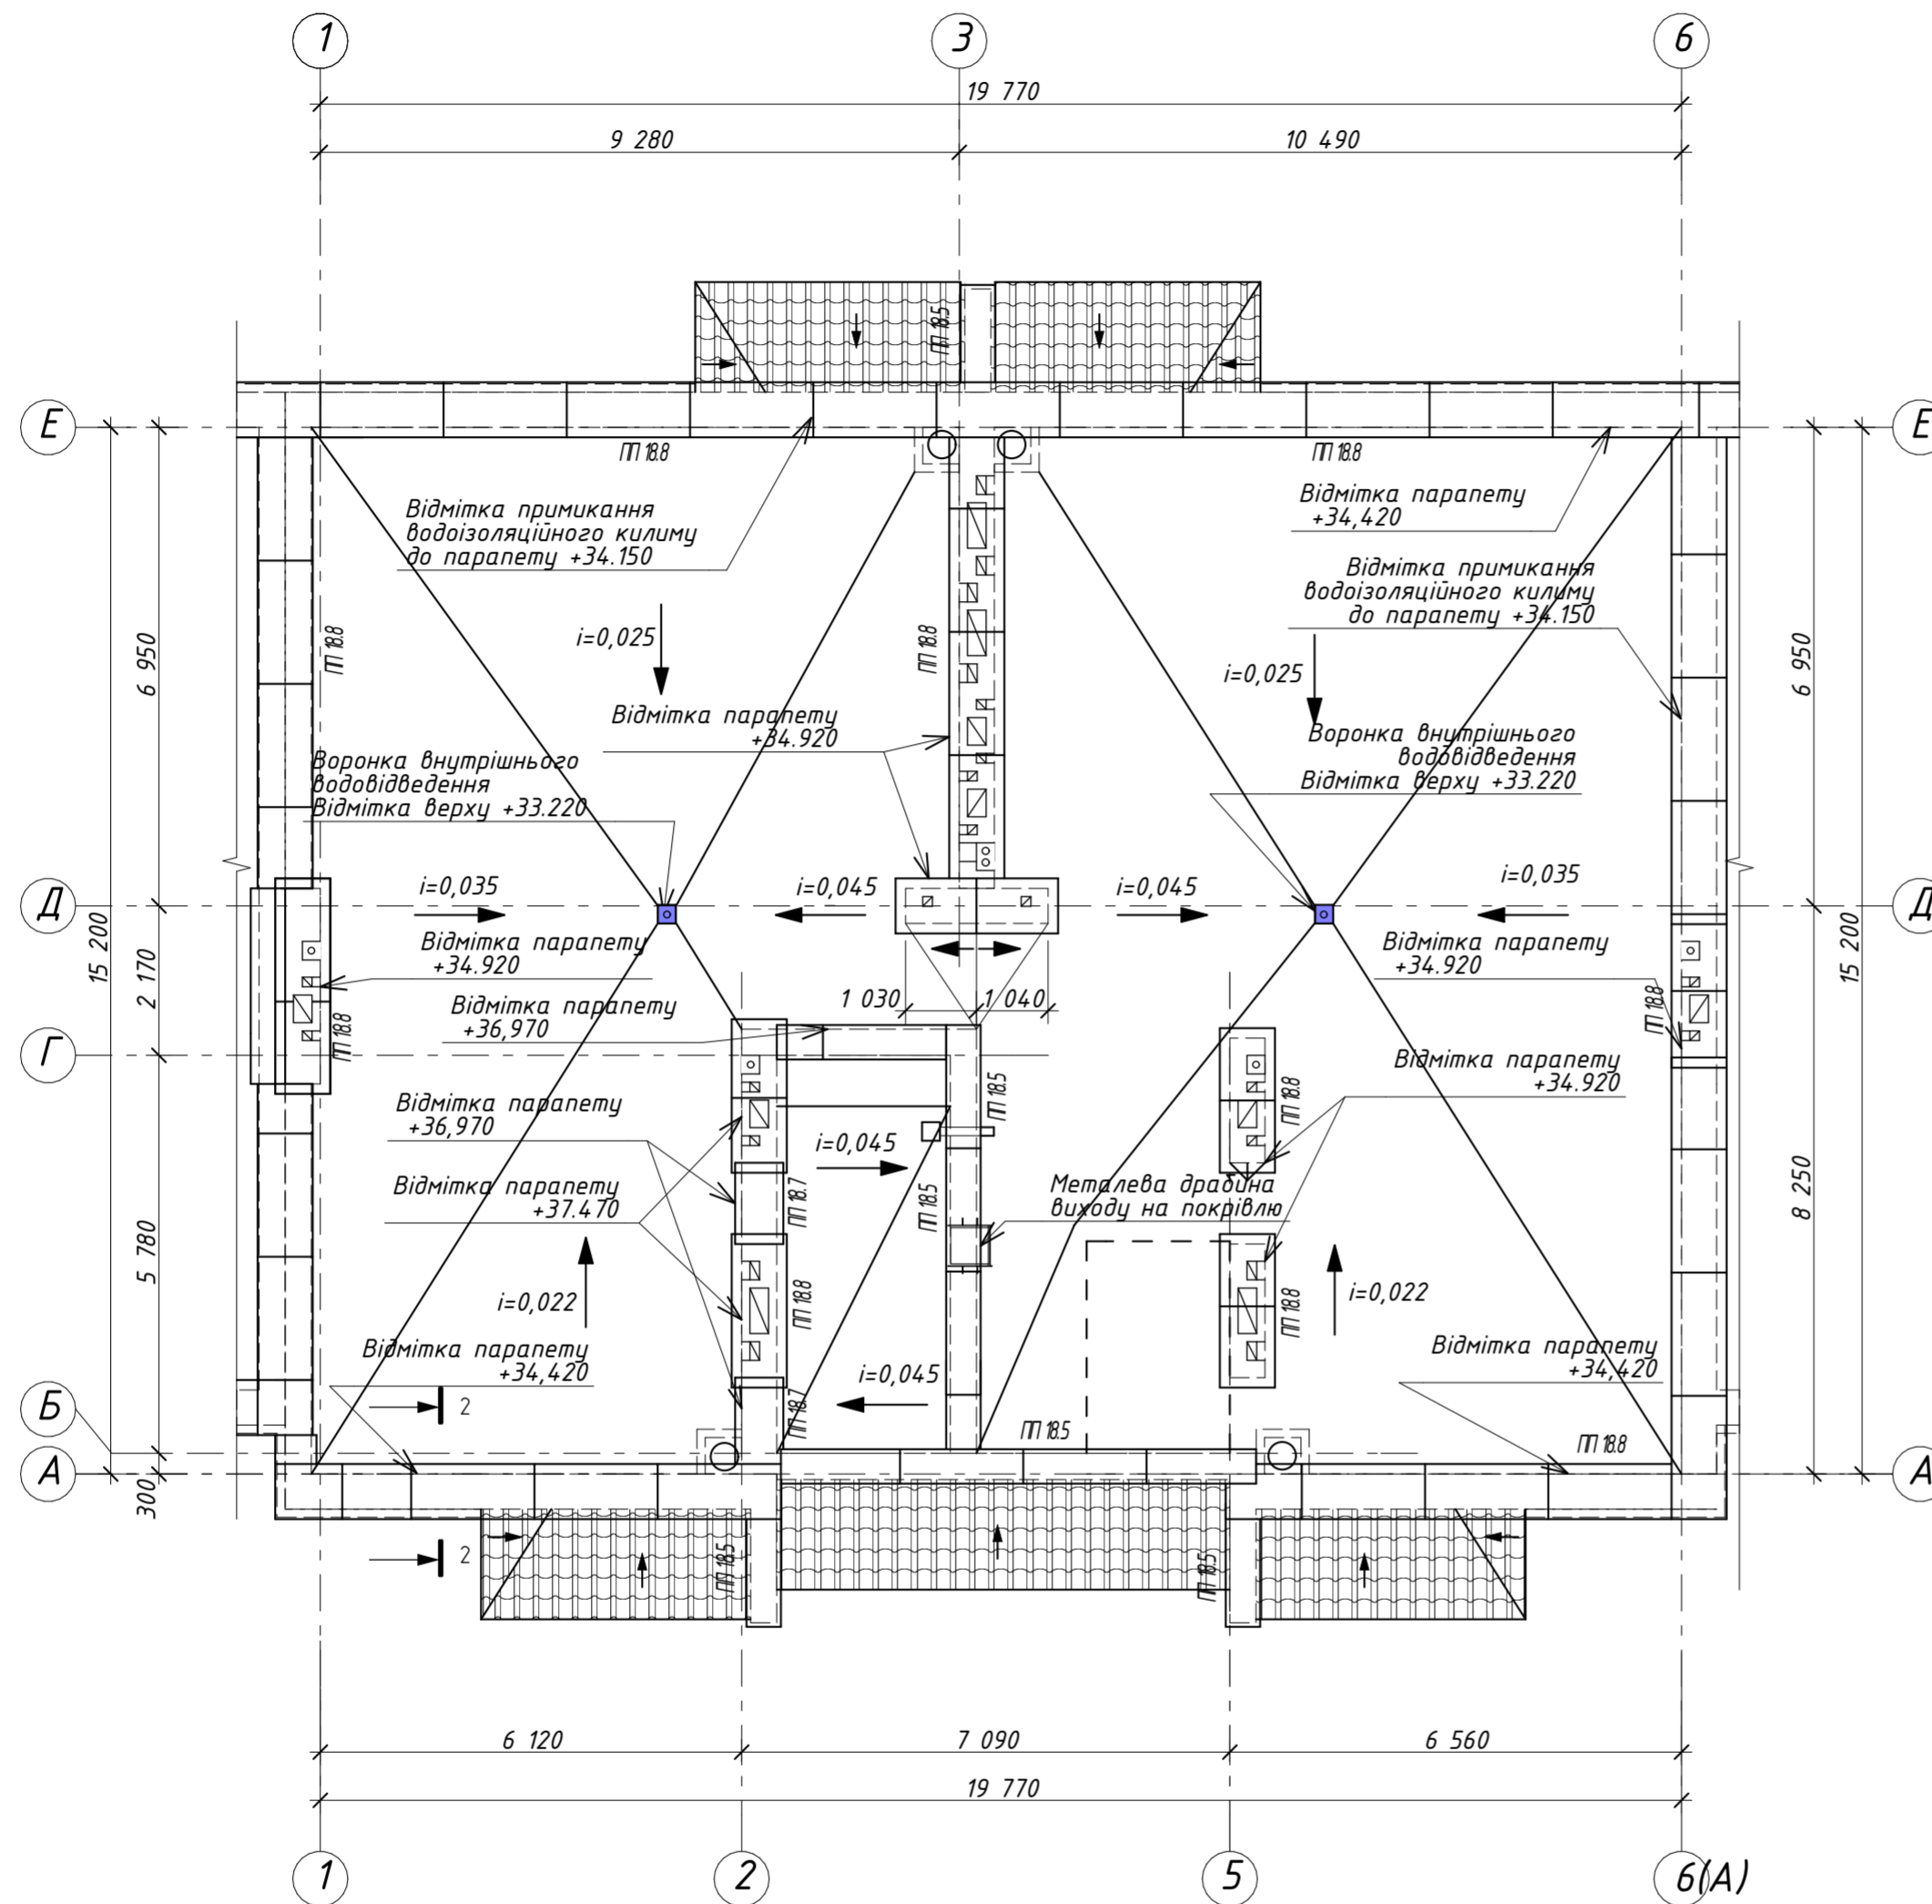 1
3
6
19 770
9 280
10 490
ПП 18.5
Е
Е
ПП 18.8
ПП 18.8
Відмітка примикання
водоізоляційного килиму
до парапету +34.150
Відмітка парапету
+34,420
Відмітка примикання
водоізоляційного килиму
до парапету +34.150
6 950
ПП 18.8
i=0,025
ПП 18.8
i=0,025
6 950
Відмітка парапету
+34.920
Воронка внутрішнього
водовідведення
Відмітка верху +33.220
Воронка внутрішнього
водовідведення
Відмітка верху +33.220
Д
i=0,035
i=0,045
i=0,045
i=0,035
Д
15 200
2 170
Відмітка парапету
+34.920
Відмітка парапету
+34.920
15 200
1 030
1 040
Відмітка парапету
+36,970
ПП 18.8
ПП 18.8
Г
Відмітка парапету
+34.920
ПП 18.5
ПП 18.8
Відмітка парапету
+36,970
i=0,045
Відмітка парапету
+37.470
ПП 18.7
ПП 18.5
Металева драбина
виходу на покрівлю
5 780
8 250
i=0,022
ПП 18.8
ПП 18.8
i=0,022
Відмітка парапету
+34,420
i=0,045
Відмітка парапету
+34,420
Б
2
ПП 18.7
ПП 18.5
ПП 18.8
А
А
300
2
ПП 18.5
ПП 18.5
6 120
7 090
6 560
19 770
1
2
5
6(А)